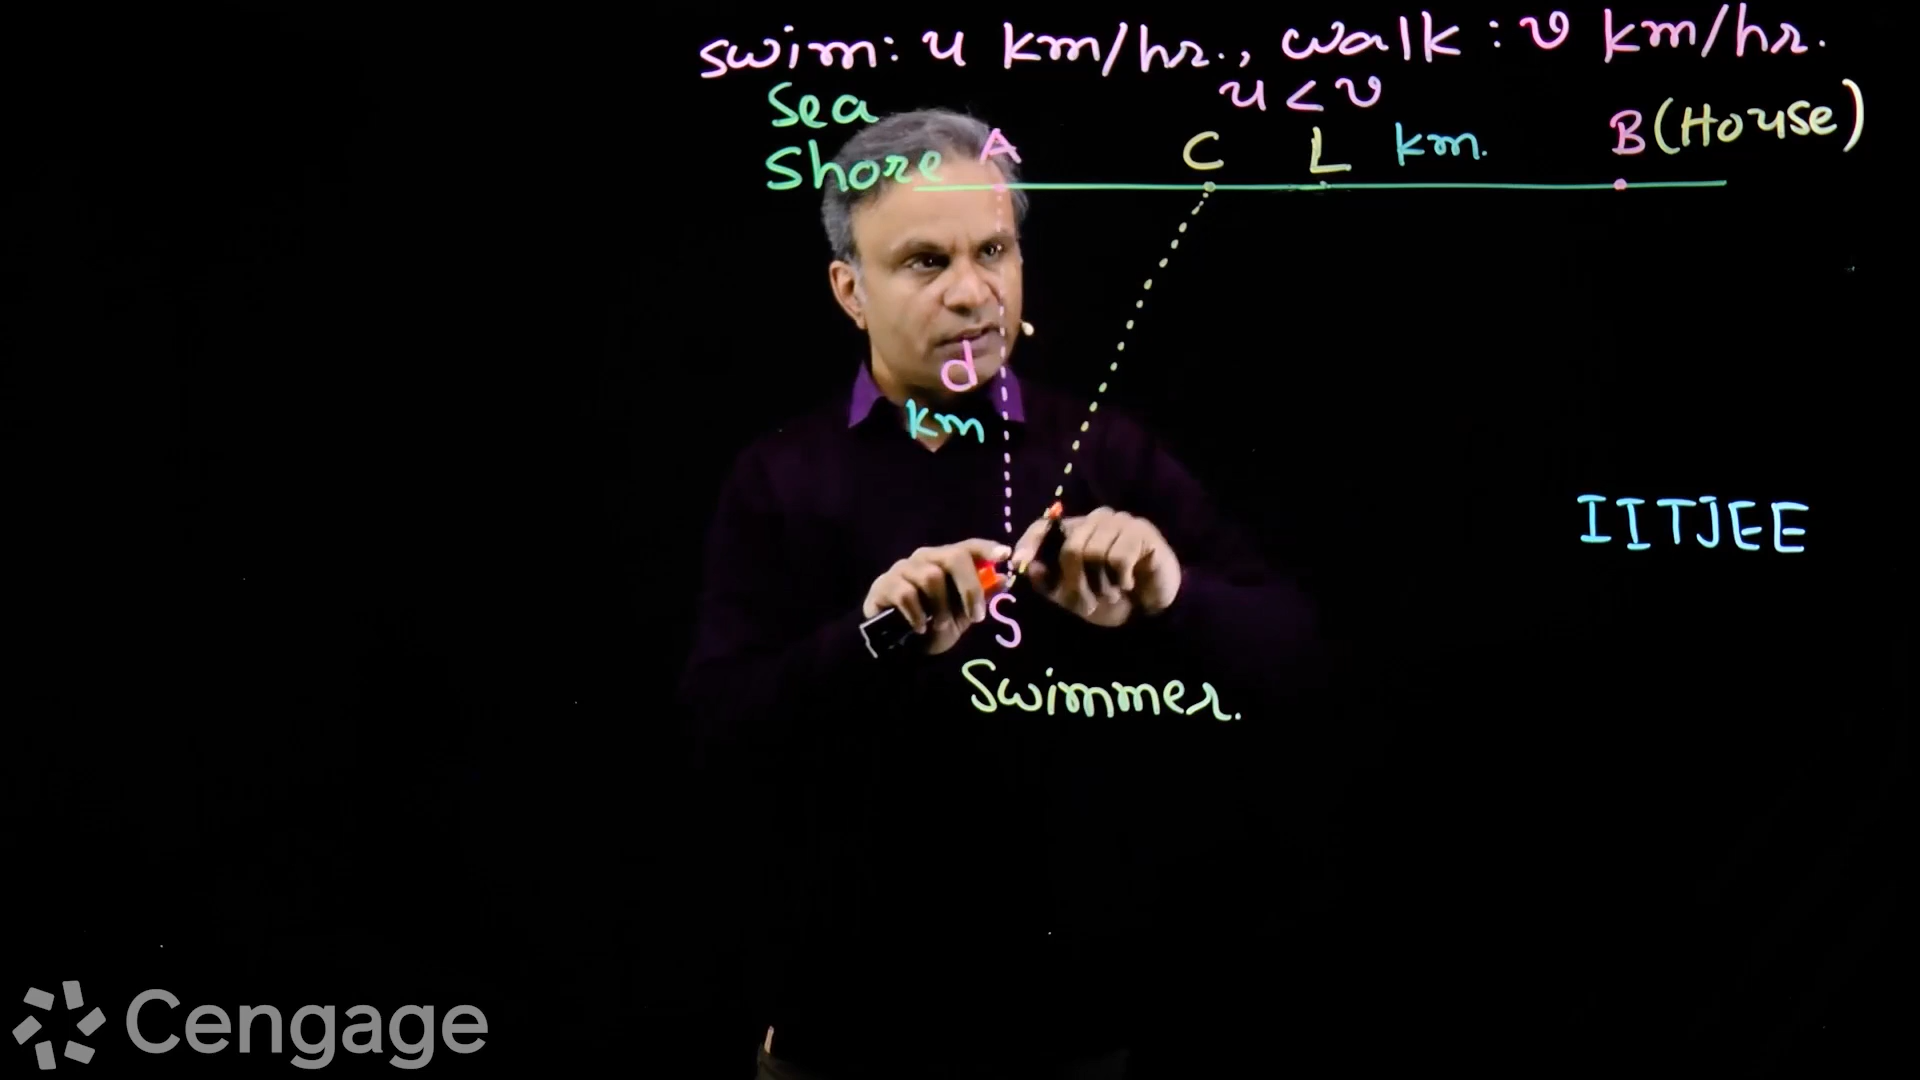 swim: u km/hr., walk: v km/hr.
u < v
Sea
Shore
A C L km. B (House)
d
km
IITJEE
S
Swimmer.
Cengage